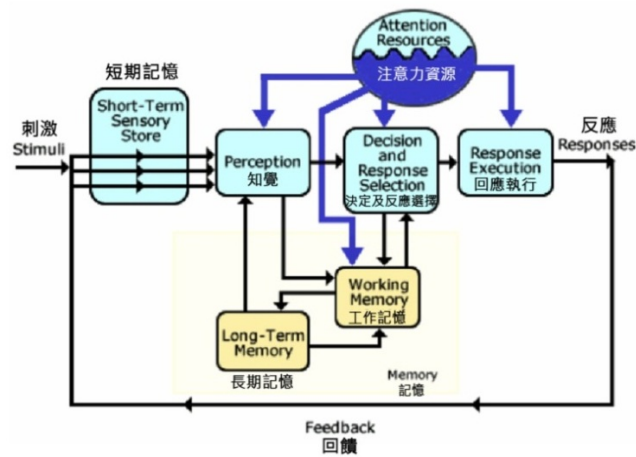 Attention
Resources
注意力資源
短期記憶
Short-Term
Sensory
Store
刺激
Stimuli
Perception
知覺
Decision
and
Response
Selection
決定及反應選擇
Response
Execution
回應執行
反應
Responses
Working
Memory
工作記憶
Long-Term
Memory
長期記憶
Memory
記憶
Feedback
回饋